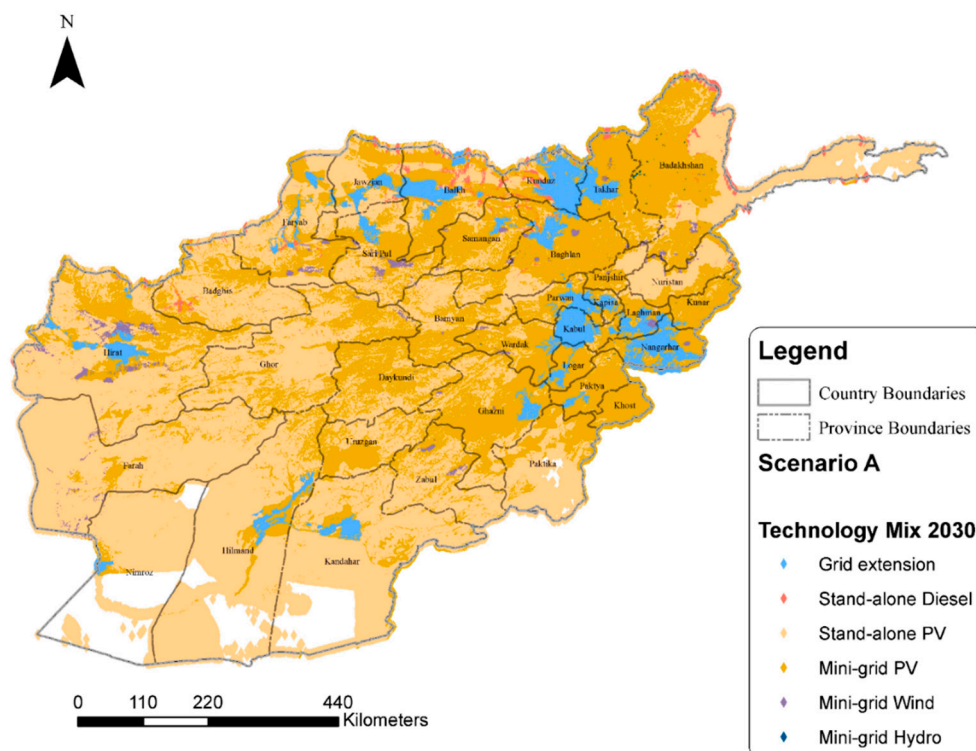 N
Badakhshan
Jawzjan
Balkh
Kunduz
Takhar
Faryab
Samangan
Sari Pul
Baghlan
Badghis
Panjshir
Nuristan
Bamyan
Parwan
Kapisa
Kunar
Laghman
Kabul
Hirat
Wardak
Nangarhar
Ghor
Logar
Daykundi
Paktya
Ghazni
Khost
Uruzgan
Farah
Zabul
Paktika
Hilmand
Kandahar
Nimroz
Legend
Country Boundaries
Province Boundaries
Scenario A
Technology Mix 2030
Grid extension
Stand-alone Diesel
Stand-alone PV
Mini-grid PV
Mini-grid Wind
Mini-grid Hydro
0 110 220 440
Kilometers